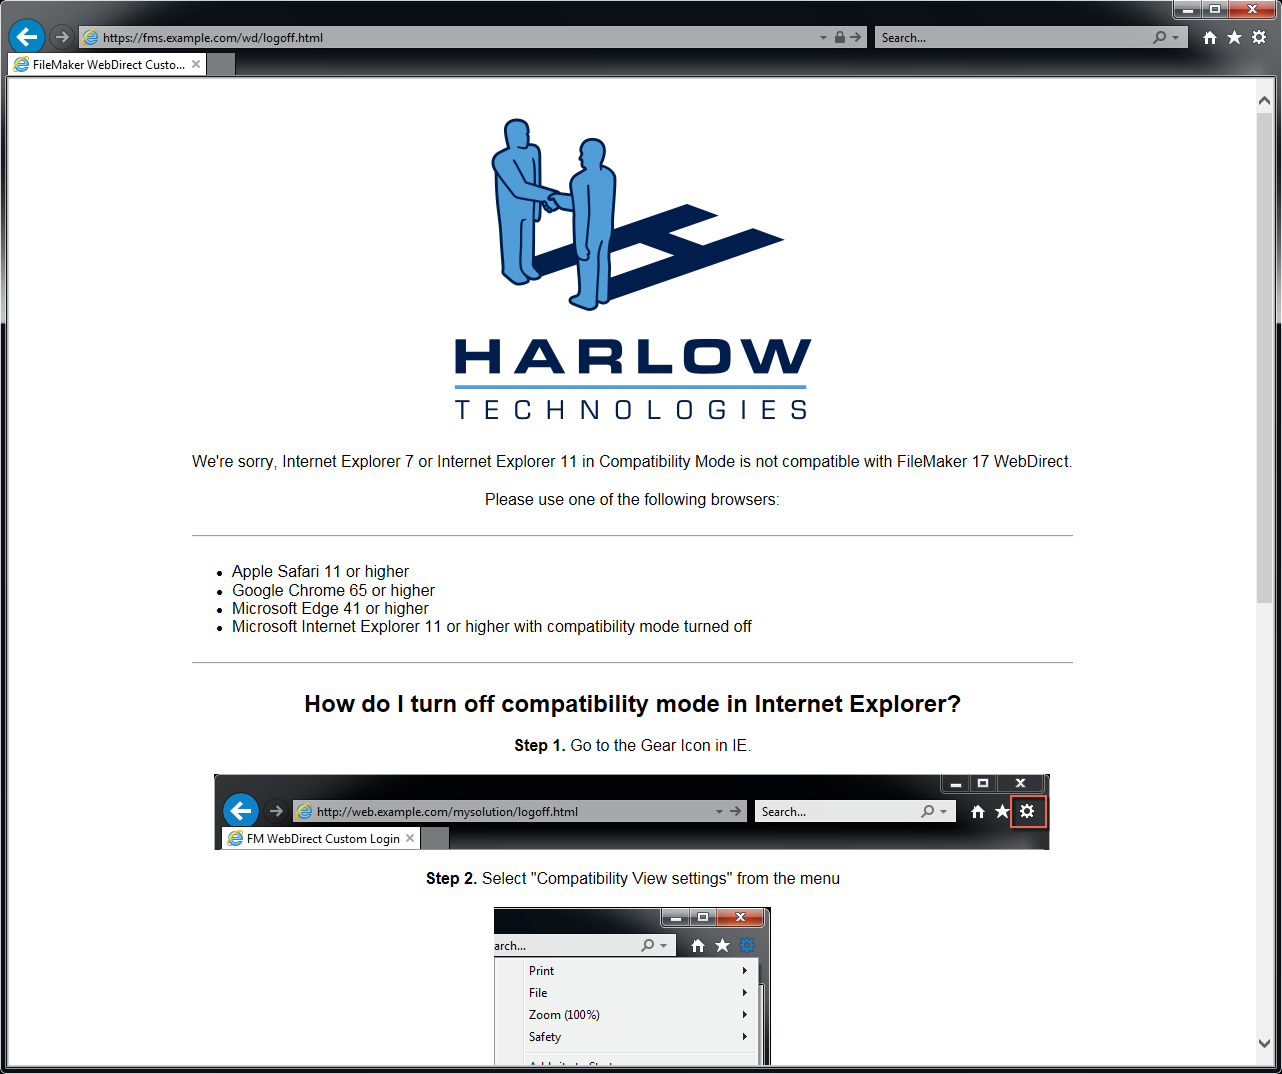 https://fms.example.com/wd/logoff.html
Search...
FileMaker WebDirect Custo...
HARLOW
TECHNOLOGIES
We're sorry, Internet Explorer 7 or Internet Explorer 11 in Compatibility Mode is not compatible with FileMaker 17 WebDirect.
Please use one of the following browsers:
• Apple Safari 11 or higher
• Google Chrome 65 or higher
• Microsoft Edge 41 or higher
• Microsoft Internet Explorer 11 or higher with compatibility mode turned off
How do I turn off compatibility mode in Internet Explorer?
Step 1. Go to the Gear Icon in IE.
http://web.example.com/mysolution/logoff.html
Search...
FM WebDirect Custom Login
Step 2. Select "Compatibility View settings" from the menu
arch...
Print
File
Zoom (100%)
Safety